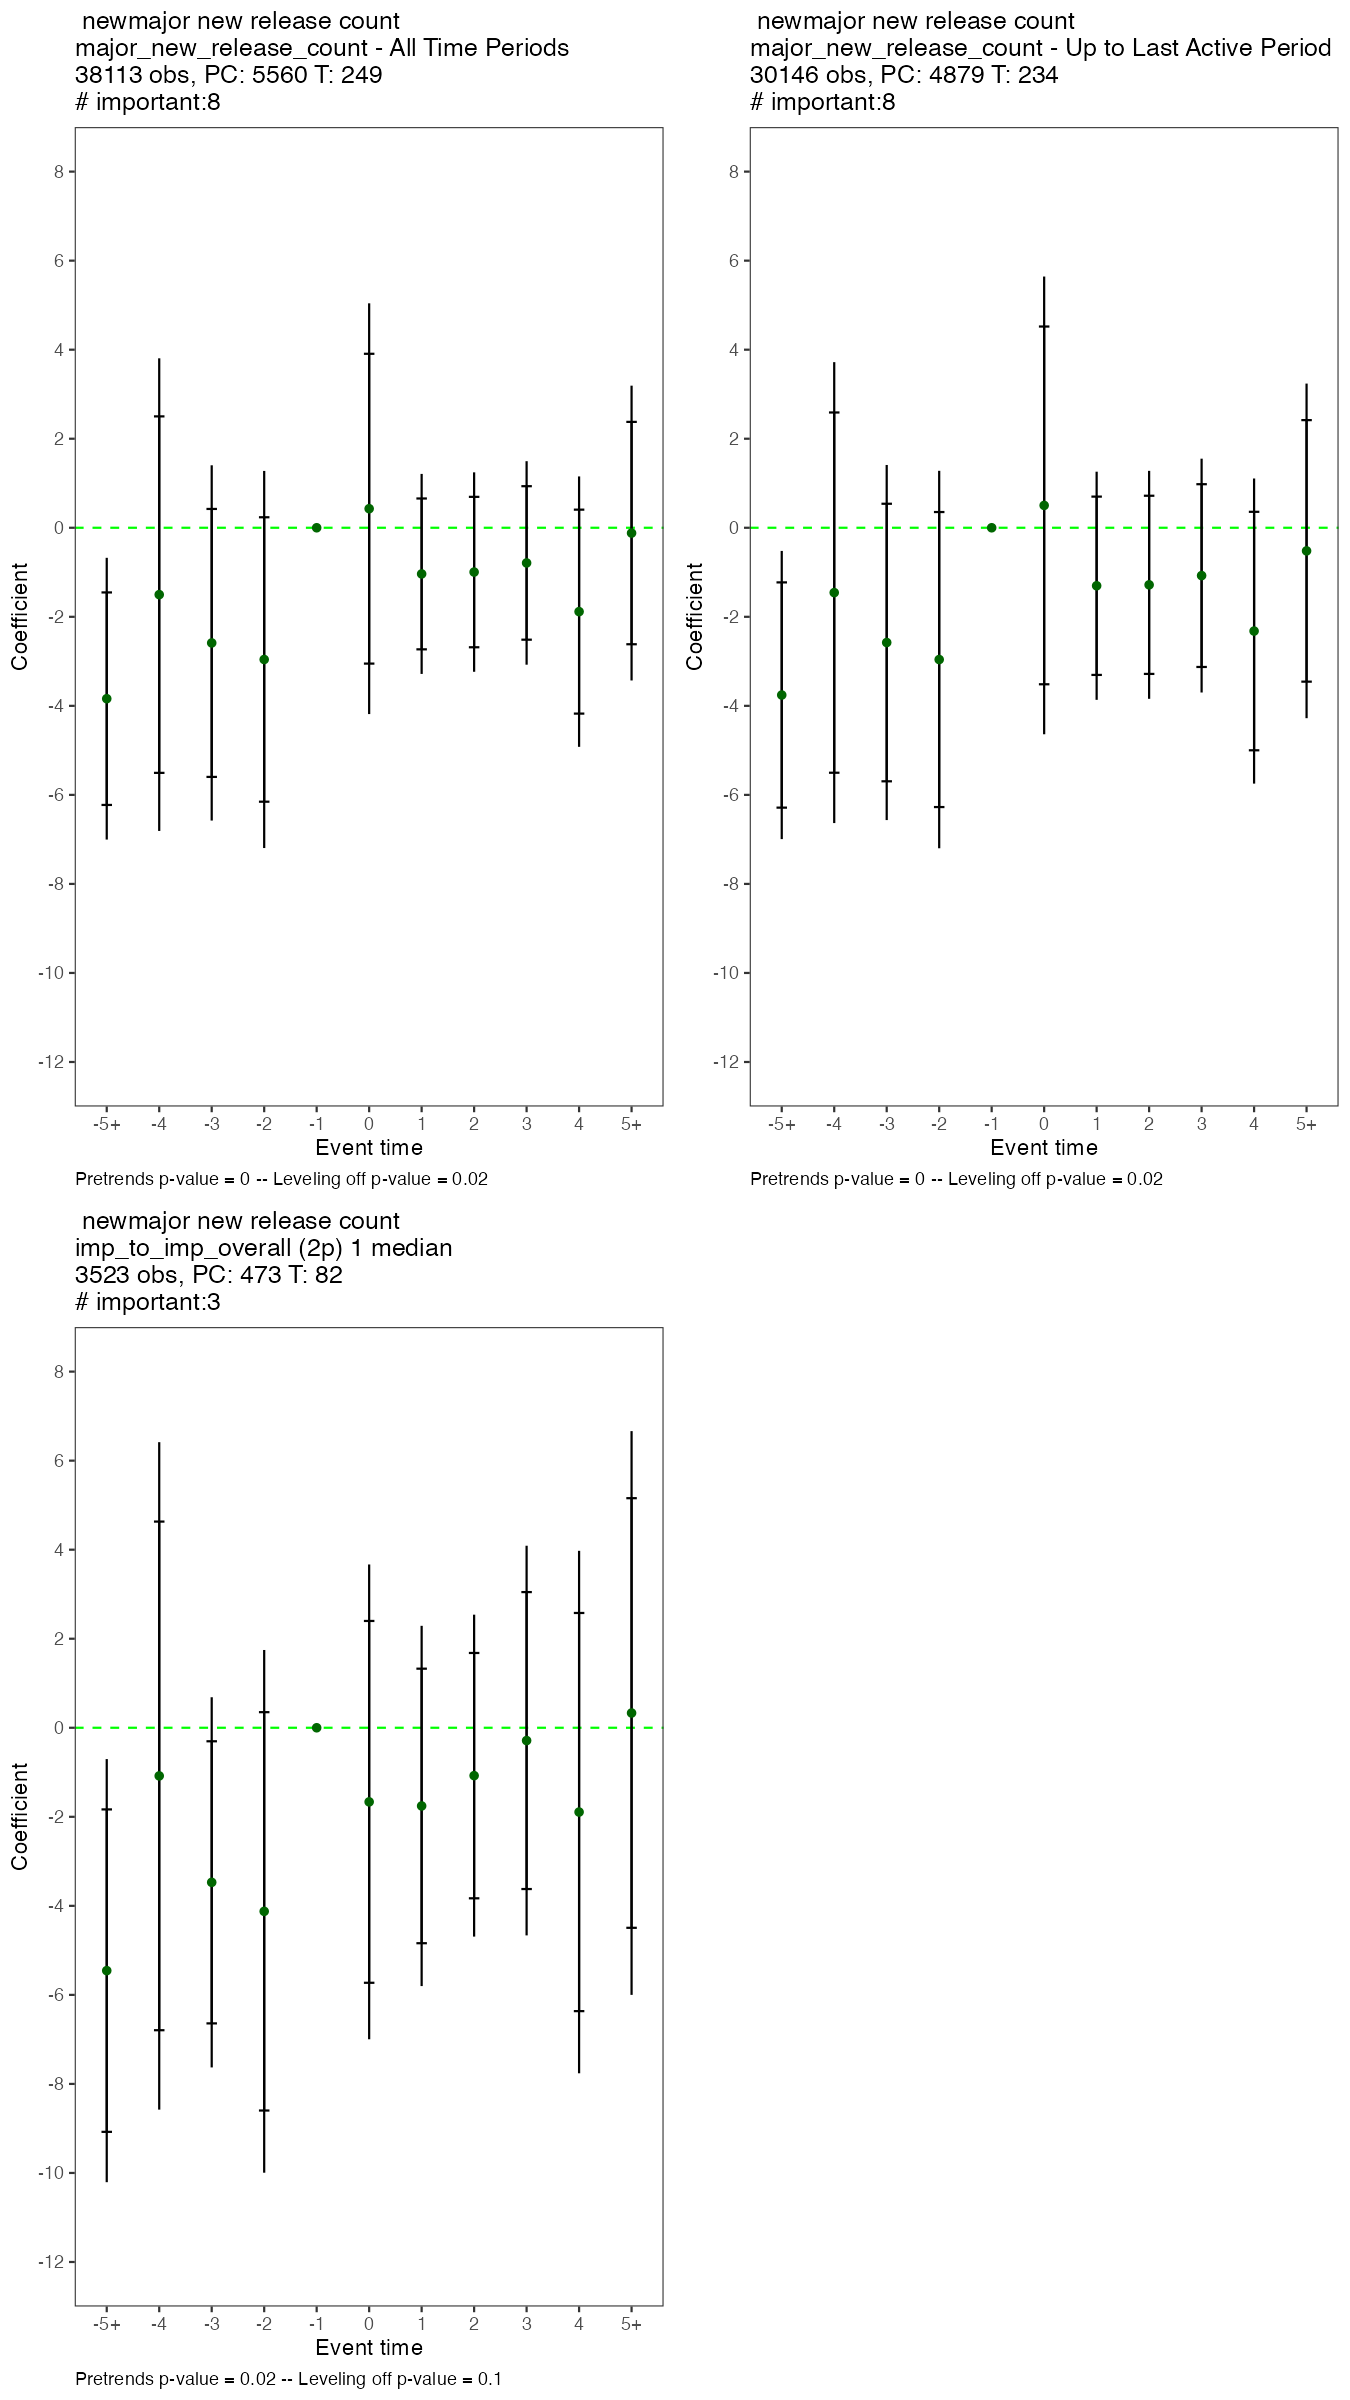 newmajor new release count
major_new_release_count - All Time Periods
38113 obs, PC: 5560 T: 249
# important:8
8
6
4
2
0
-2
-4
-6
-8
-10
-12
Coefficient
-5+ -4 -3 -2 -1 0 1 2 3 4 5+
Event time
Pretrends p-value = 0 -- Leveling off p-value = 0.02
newmajor new release count
major_new_release_count - Up to Last Active Period
30146 obs, PC: 4879 T: 234
# important:8
8
6
4
2
0
-2
-4
-6
-8
-10
-12
Coefficient
-5+ -4 -3 -2 -1 0 1 2 3 4 5+
Event time
Pretrends p-value = 0 -- Leveling off p-value = 0.02
newmajor new release count
imp_to_imp_overall (2p) 1 median
3523 obs, PC: 473 T: 82
# important:3
8
6
4
2
0
-2
-4
-6
-8
-10
-12
Coefficient
-5+ -4 -3 -2 -1 0 1 2 3 4 5+
Event time
Pretrends p-value = 0.02 -- Leveling off p-value = 0.1